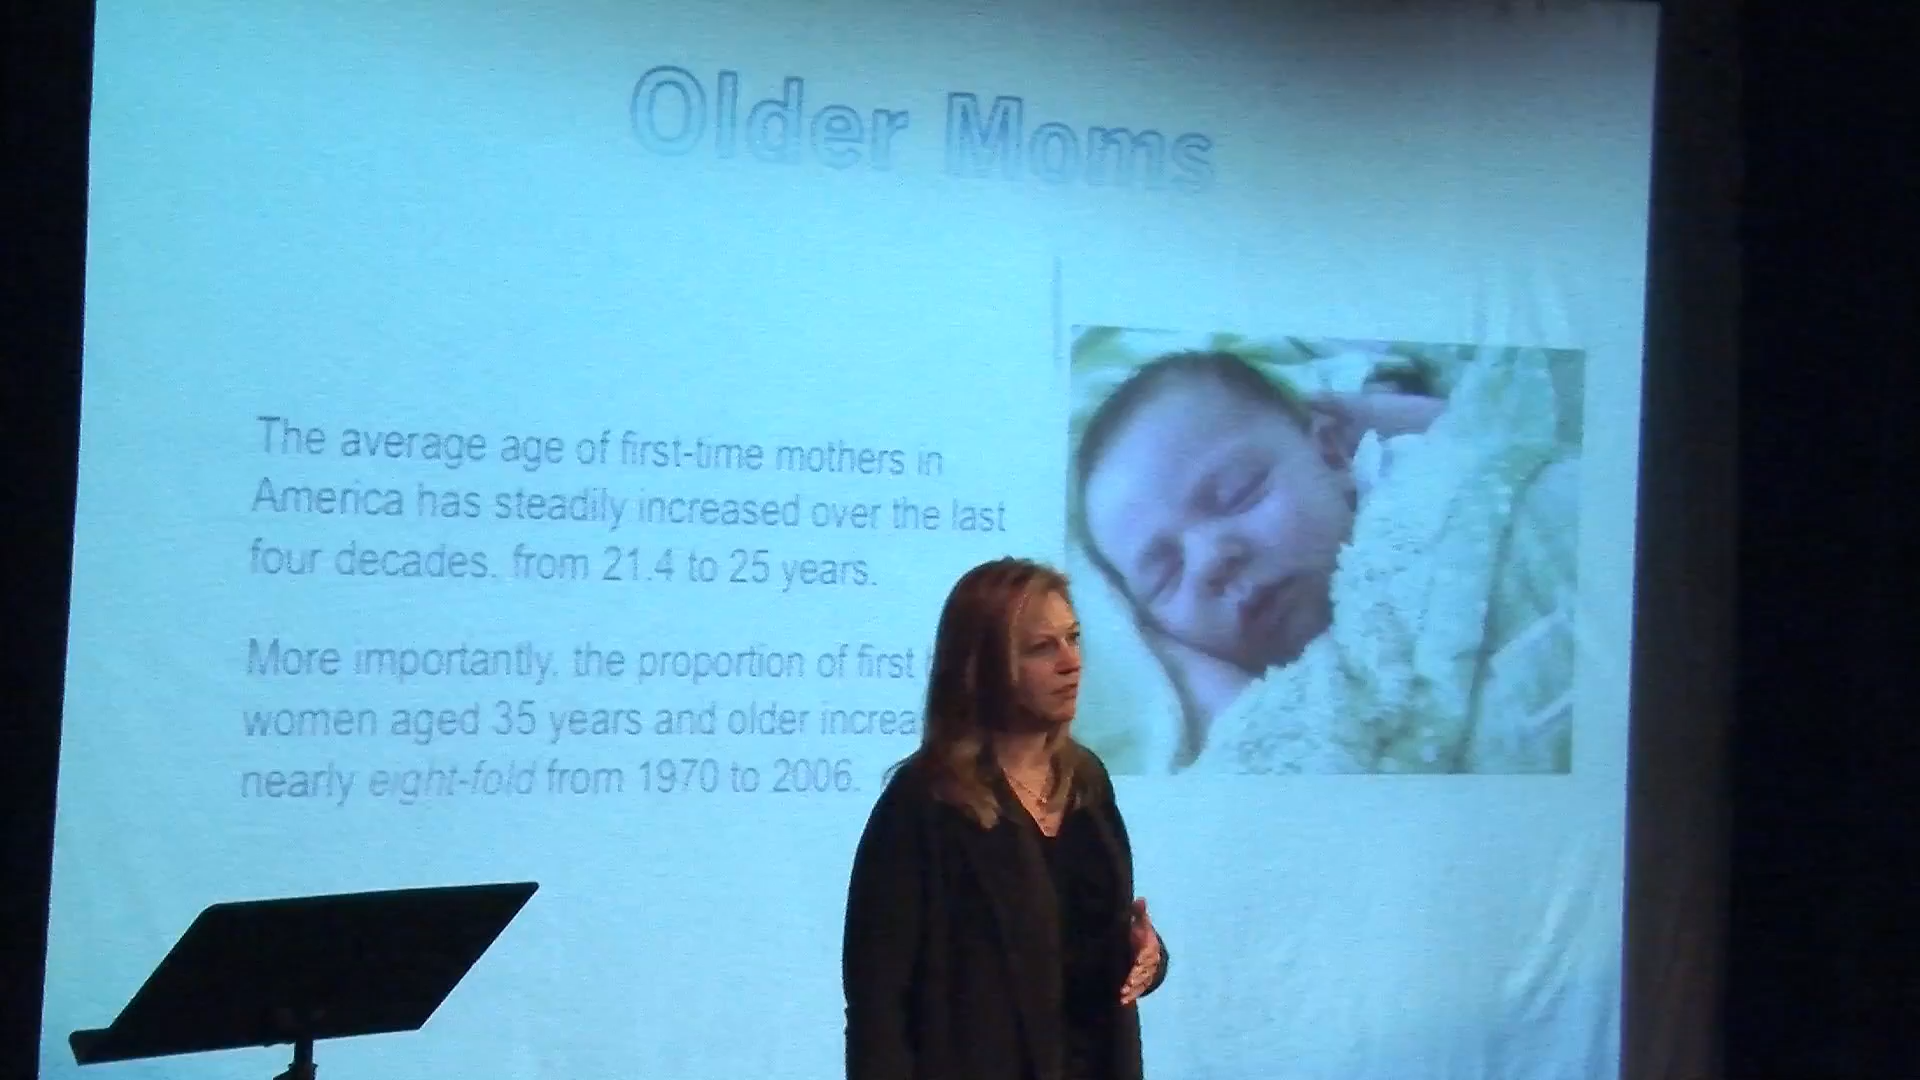 Older Moms
The average age of first-time mothers in
America has steadily increased over the last
four decades, from 21.4 to 25 years.
More importantly, the proportion of first
women aged 35 years and older
nearly eight-fold from 1970 to 2006.